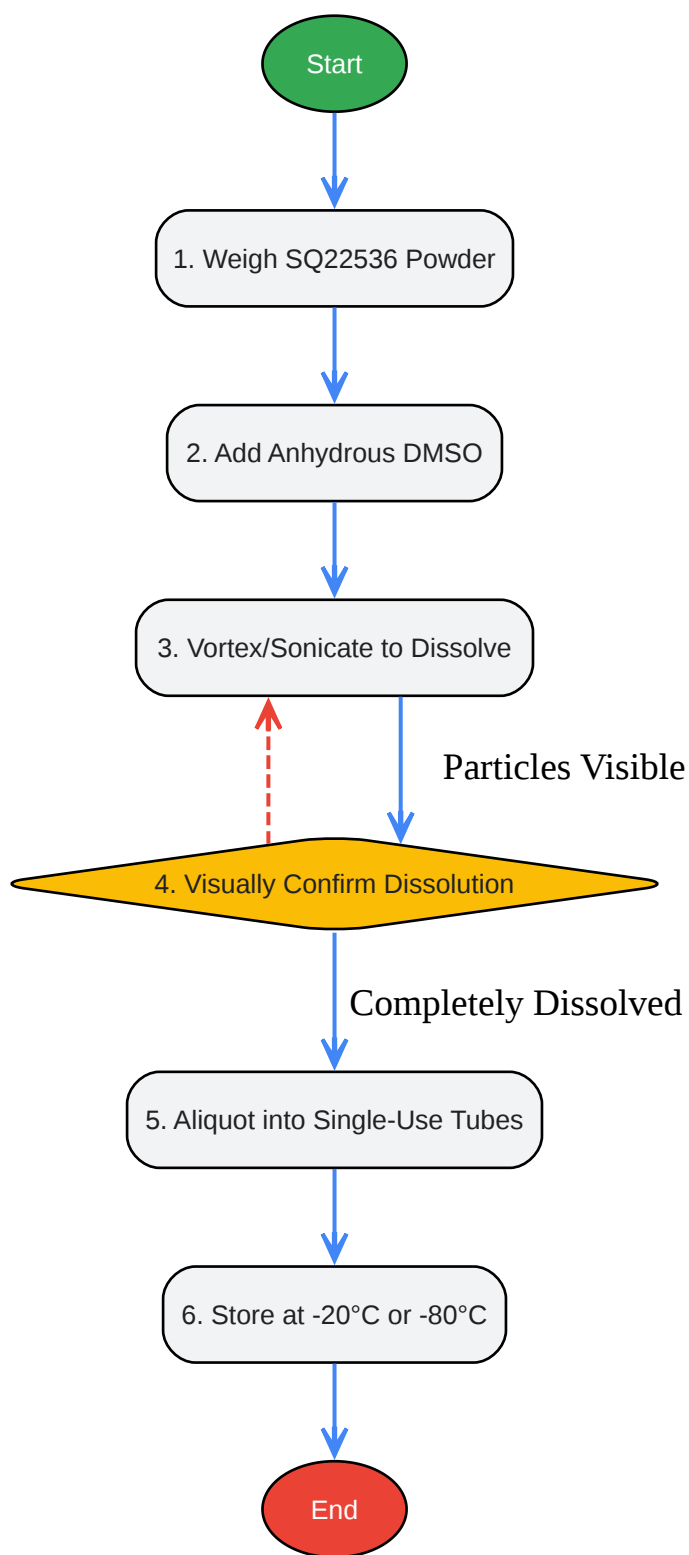 Start
1. Weigh SQ22536 Powder
2. Add Anhydrous DMSO
3. Vortex/Sonicate to Dissolve
Particles Visible
4. Visually Confirm Dissolution
Completely Dissolved
5. Aliquot into Single-Use Tubes
6. Store at -20°C or -80°C
End